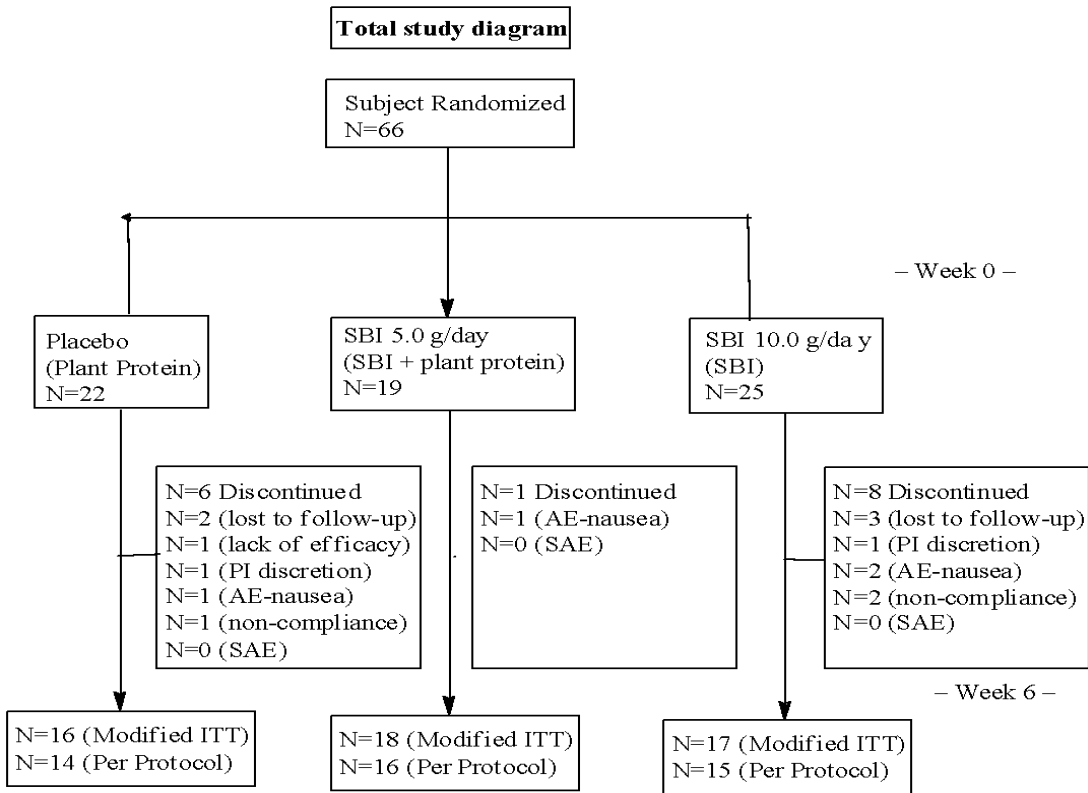 Total study diagram
Subject Randomized
N=66
– Week 0 –
Placebo
(Plant Protein)
N=22
SBI 5.0 g/day
(SBI + plant protein)
N=19
SBI 10.0 g/da y
(SBI)
N=25
N=6 Discontinued
N=2 (lost to follow-up)
N=1 (lack of efficacy)
N=1 (PI discretion)
N=1 (AE-nausea)
N=1 (non-compliance)
N=0 (SAE)
N=1 Discontinued
N=1 (AE-nausea)
N=0 (SAE)
N=8 Discontinued
N=3 (lost to follow-up)
N=1 (PI discretion)
N=2 (AE-nausea)
N=2 (non-compliance)
N=0 (SAE)
– Week 6 –
N=16 (Modified ITT)
N=14 (Per Protocol)
N=18 (Modified ITT)
N=16 (Per Protocol)
N=17 (Modified ITT)
N=15 (Per Protocol)